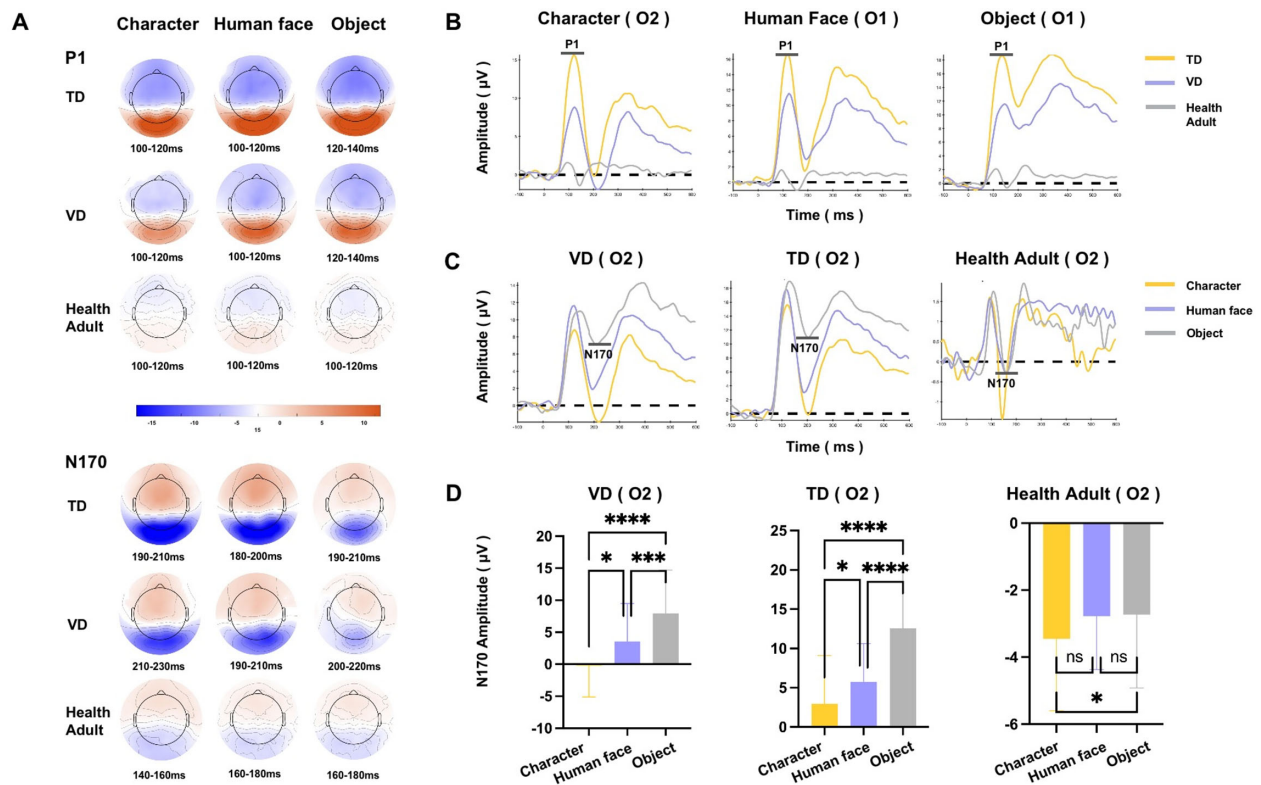 A
Character Human face Object
P1
TD
100-120ms 100-120ms 120-140ms
VD
100-120ms 100-120ms 120-140ms
Health
Adult
100-120ms 100-120ms 100-120ms
-15 -10 -5 0 5 10
15
N170
TD
190-210ms 180-200ms 190-210ms
VD
210-230ms 190-210ms 200-220ms
Health
Adult
140-160ms 160-180ms 160-180ms
B
Character ( O2 ) Human Face ( O1 ) Object ( O1 )
P1 P1 P1
Amplitude ( μV )
Time ( ms )
TD
VD
Health
Adult
C
VD ( O2 ) TD ( O2 ) Health Adult ( O2 )
N170 N170 N170
Amplitude ( μV )
Time ( ms )
Character
Human face
Object
D
VD ( O2 ) TD ( O2 ) Health Adult ( O2 )
N170 Amplitude ( μV )
20
15
10
5
0
-5
-10
**** * ***
Character Human face Object
25
20
15
10
5
0
**** * ****
Character Human face Object
0
-2
-4
-6
ns ns
*
Character Human face Object